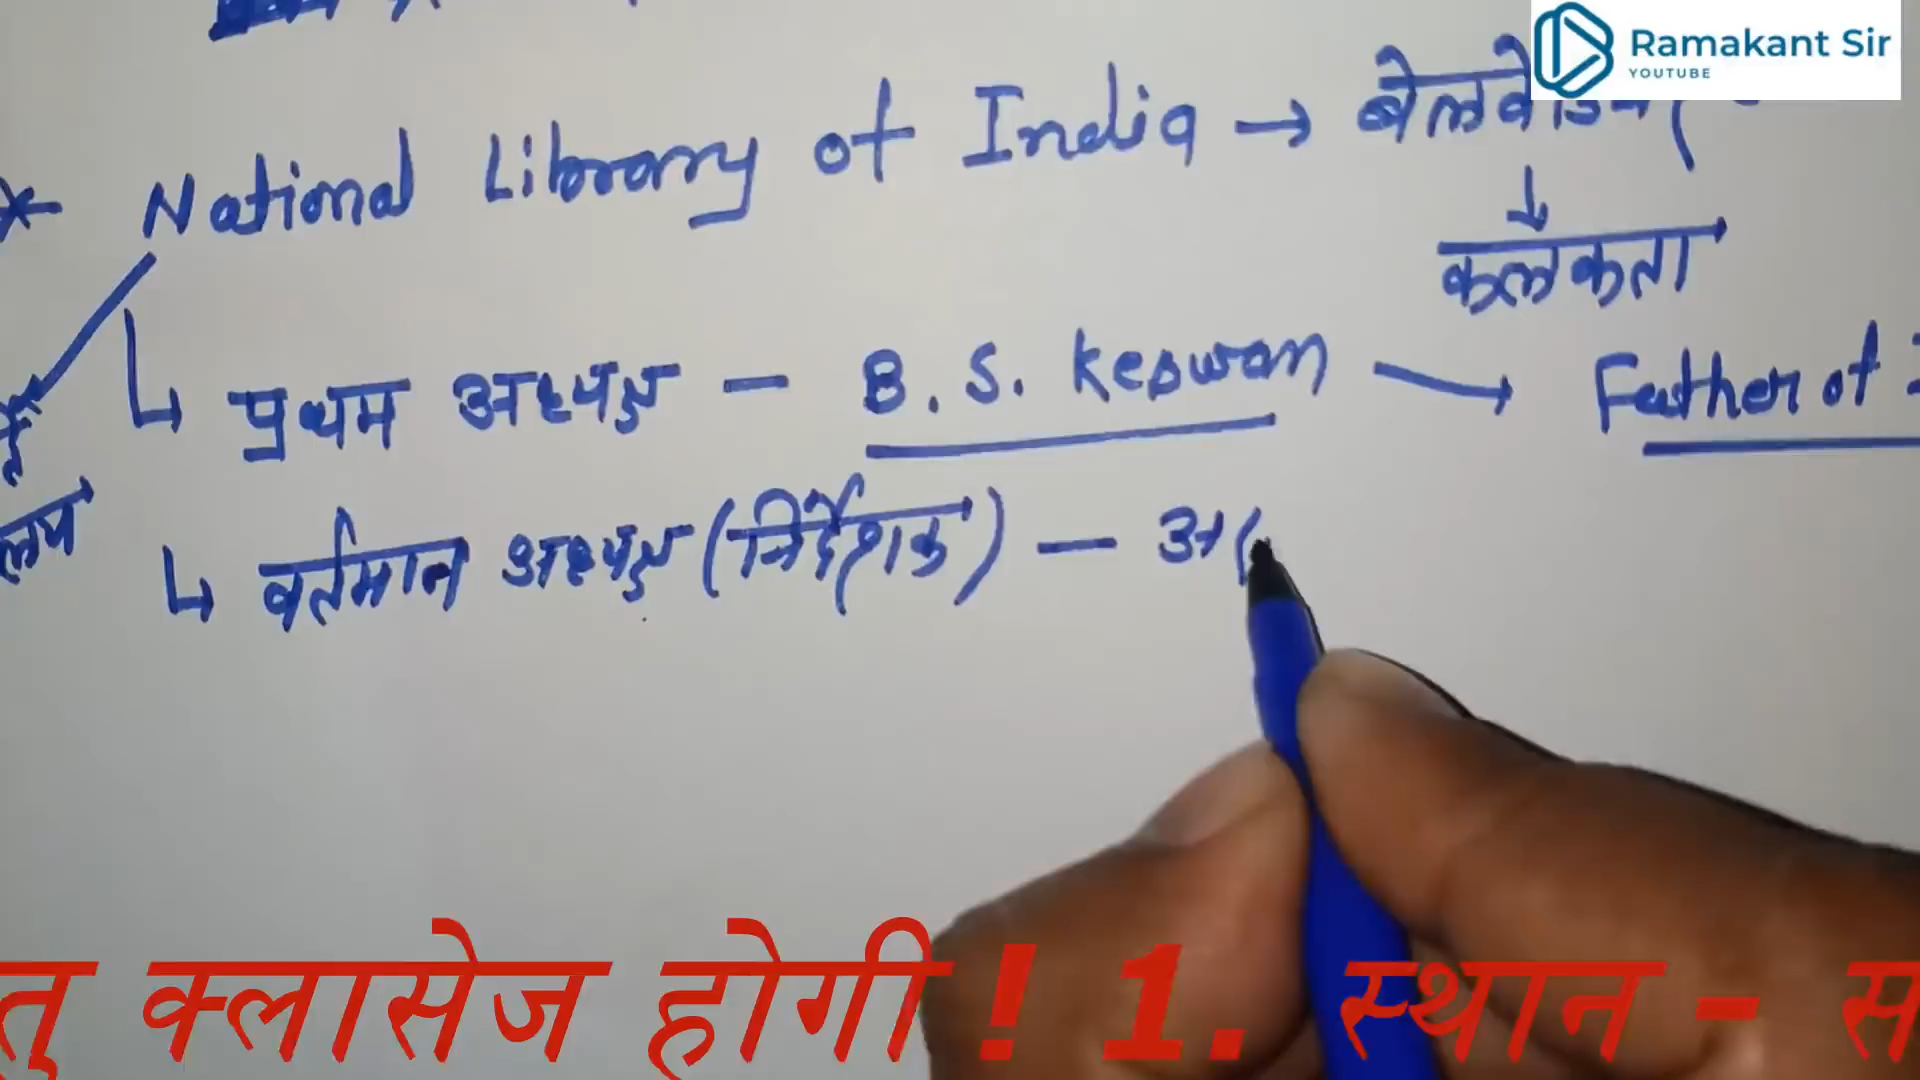 Ramakant Sir
YOUTUBE
* National Library of India → बेलवेडियर
↓
कलकता
↳ प्रथम अध्यक्ष – B. S. Keswan → Father of
लय
↳ वर्तमान अध्यक्ष (निर्देशक) – अ
तु क्लासेज होगी ! 1. स्थान - स